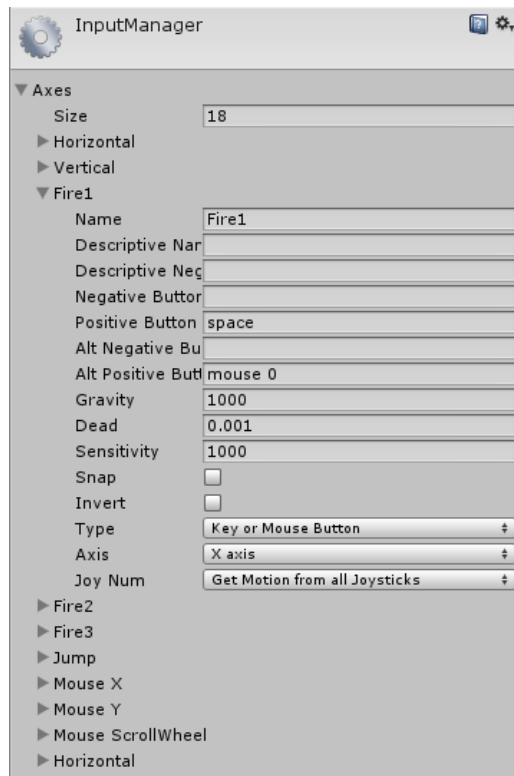 InputManager
Axes
Size 18
Horizontal
Vertical
Fire1
Name Fire1
Descriptive Nar
Descriptive Neg
Negative Buttor
Positive Button space
Alt Negative Bu
Alt Positive Butt mouse 0
Gravity 1000
Dead 0.001
Sensitivity 1000
Snap
Invert
Type Key or Mouse Button
Axis X axis
Joy Num Get Motion from all Joysticks
Fire2
Fire3
Jump
Mouse X
Mouse Y
Mouse ScrollWheel
Horizontal